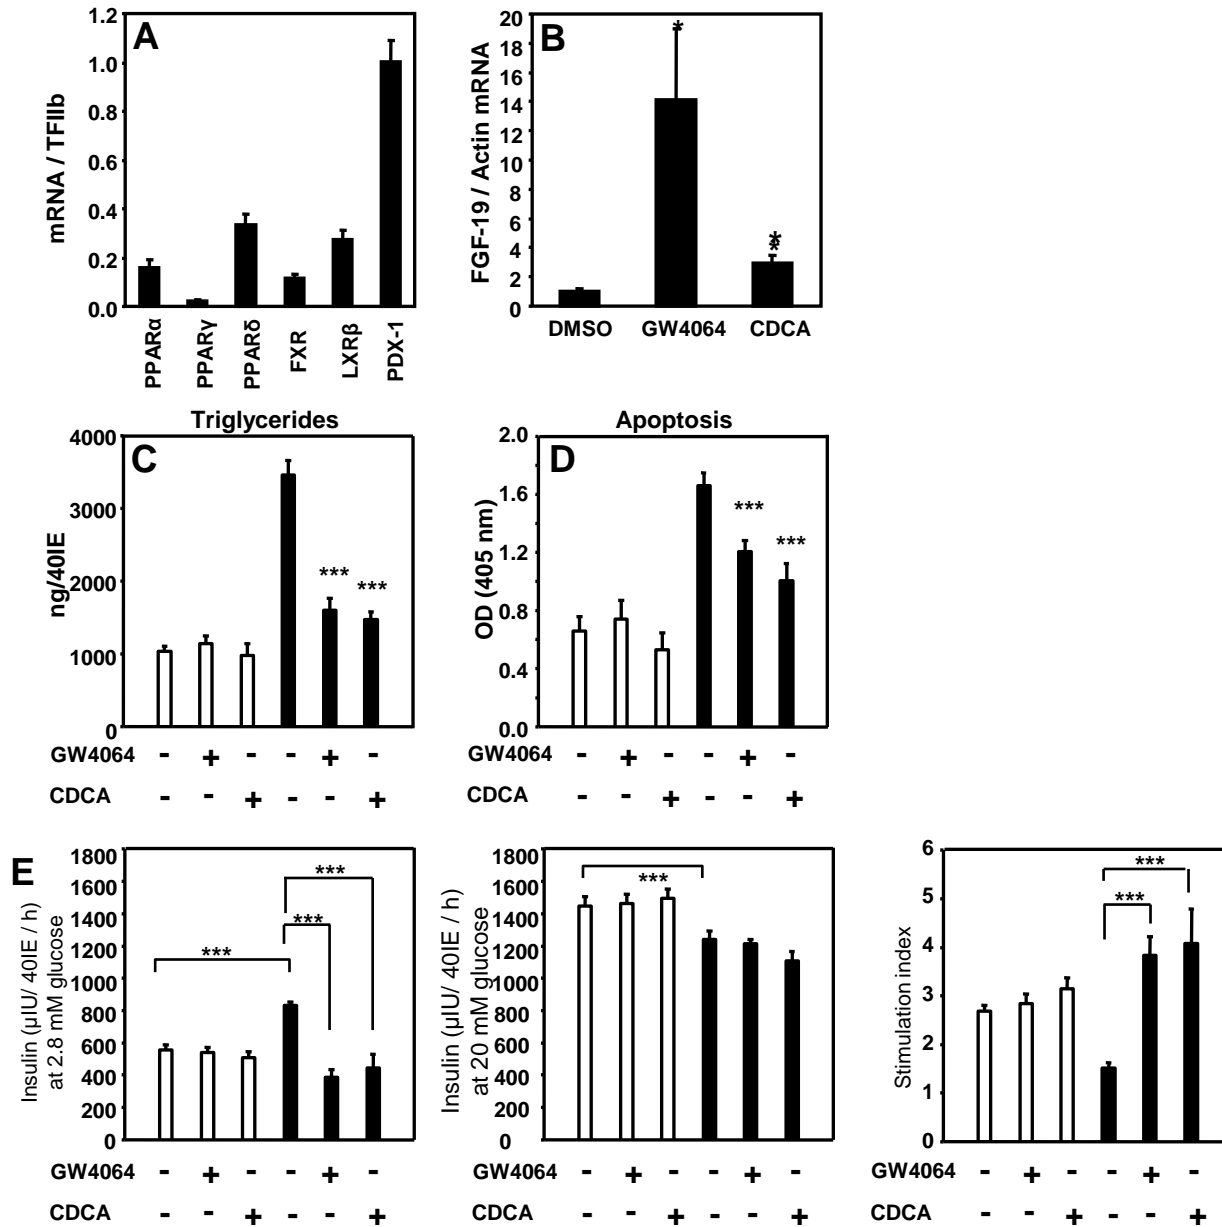 A
mRNA / TFIIb
1.2
1.0
0.8
0.6
0.4
0.2
0.0
PPARα
PPARγ
PPARδ
FXR
LXRβ
PDX-1
B
FGF-19 / Actin mRNA
20
18
16
14
12
10
8
6
4
2
0
*
*
*
DMSO GW4064 CDCA
Triglycerides
C
ng/40IE
4000
3000
2000
1000
0
***
***
GW4064 - + - - + -
CDCA - - + - - +
Apoptosis
D
OD (405 nm)
2.0
1.6
1.2
0.8
0.4
0.0
***
***
GW4064 - + - - + -
CDCA - - + - - +
E
Insulin (µIU/ 40IE / h)
at 2.8 mM glucose
1800
1600
1400
1200
1000
800
600
400
200
0
***
***
***
GW4064 - + - - + -
CDCA - - + - - +
Insulin (µIU/ 40IE / h)
at 20 mM glucose
1800
1600
1400
1200
1000
800
600
400
200
0
***
GW4064 - + - - + -
CDCA - - + - - +
Stimulation index
6
5
4
3
2
1
0
***
***
GW4064 - + - - + -
CDCA - - + - - +